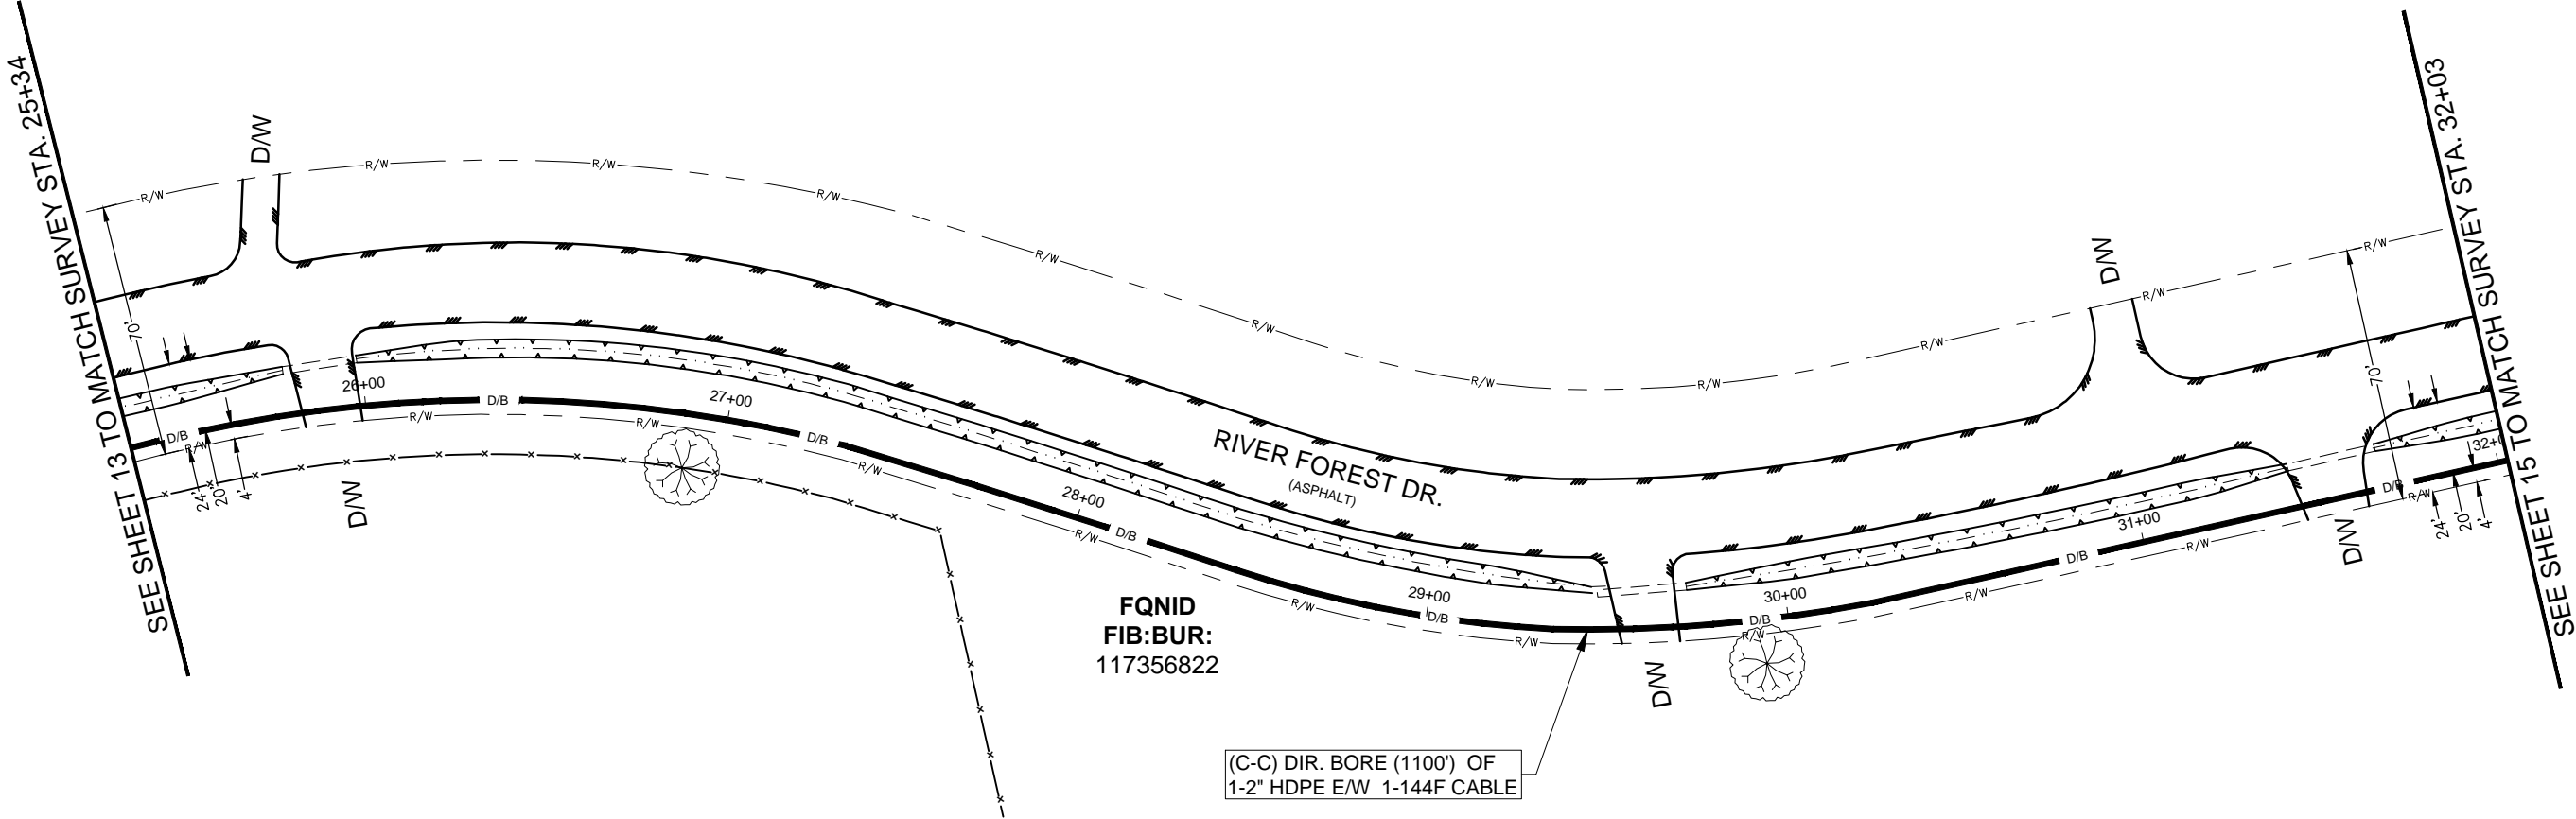 SEE SHEET 13 TO MATCH SURVEY STA. 25+34
D/W
R/W
R/W
R/W
R/W
R/W
R/W
R/W
R/W
R/W
R/W
R/W
D/W
70'
70'
26+00
27+00
28+00
29+00
30+00
31+00
D/B
D/B
D/B
D/B
D/B
D/B
D/B
D/B
R/W
R/W
R/W
R/W
R/W
R/W
R/W
R/W
R/W
R/W
R/W
24'
20'
4'
D/W
RIVER FOREST DR.
(ASPHALT)
FQNID
FIB:BUR:
117356822
D/W
D/W
24'
20'
4'
(C-C) DIR. BORE (1100') OF
1-2" HDPE E/W 1-144F CABLE
SEE SHEET 15 TO MATCH SURVEY STA. 32+03